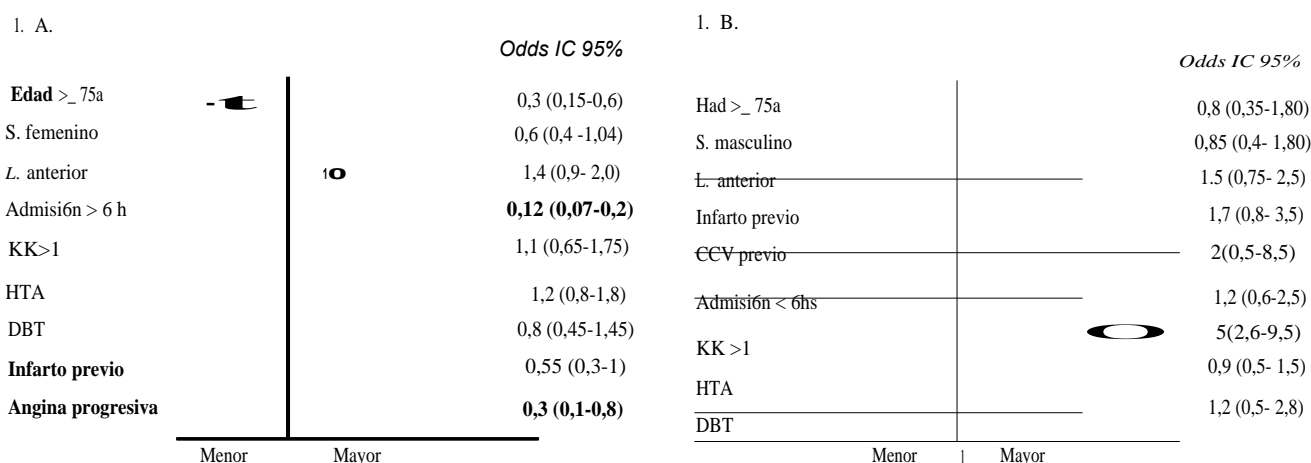 1. A.
Odds IC 95%
Edad >_ 75a 0,3 (0,15-0,6)
S. femenino 0,6 (0,4 -1,04)
L. anterior 1,4 (0,9- 2,0)
Admisi6n > 6 h 0,12 (0,07-0,2)
KK>1 1,1 (0,65-1,75)
HTA 1,2 (0,8-1,8)
DBT 0,8 (0,45-1,45)
Infarto previo 0,55 (0,3-1)
Angina progresiva 0,3 (0,1-0,8)
Menor Mayor
1. B.
Odds IC 95%
Had >_ 75a 0,8 (0,35-1,80)
S. masculino 0,85 (0,4- 1,80)
L. anterior 1.5 (0,75- 2,5)
Infarto previo 1,7 (0,8- 3,5)
CCV previo 2(0,5-8,5)
Admisi6n < 6hs 1,2 (0,6-2,5)
KK >1 5(2,6-9,5)
HTA 0,9 (0,5- 1,5)
DBT 1,2 (0,5- 2,8)
Menor 1 Mayor